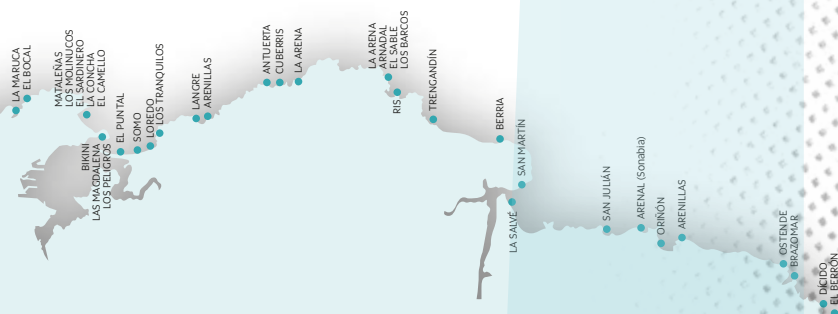 LA MARUCA
EL BOCAL
MATALEÑAS
LOS MOLINUCOS
EL SARDINERO
LA CONCHA
EL CAMELLO
BIKINI
LAS MAGDALENA
LOS PELIGROS
EL PUNTAL
SOMO
LOREDO
LOS TRANQUILOS
LANGRE
ARENILLAS
ANTUERTA
CUBERRIS
LA ARENA
LA ARENA
ARNADAL
EL SABLE
LOS BARCOS
RIS
TRENGANDÍN
BERRIA
LA SALVÉ
SAN MARTÍN
SAN JULIÁN
ARENAL (Sonabia)
ORIÑÓN
ARENILLAS
OSTENDE
BRAZOMAR
DÍCIDO
EL BERRÓN